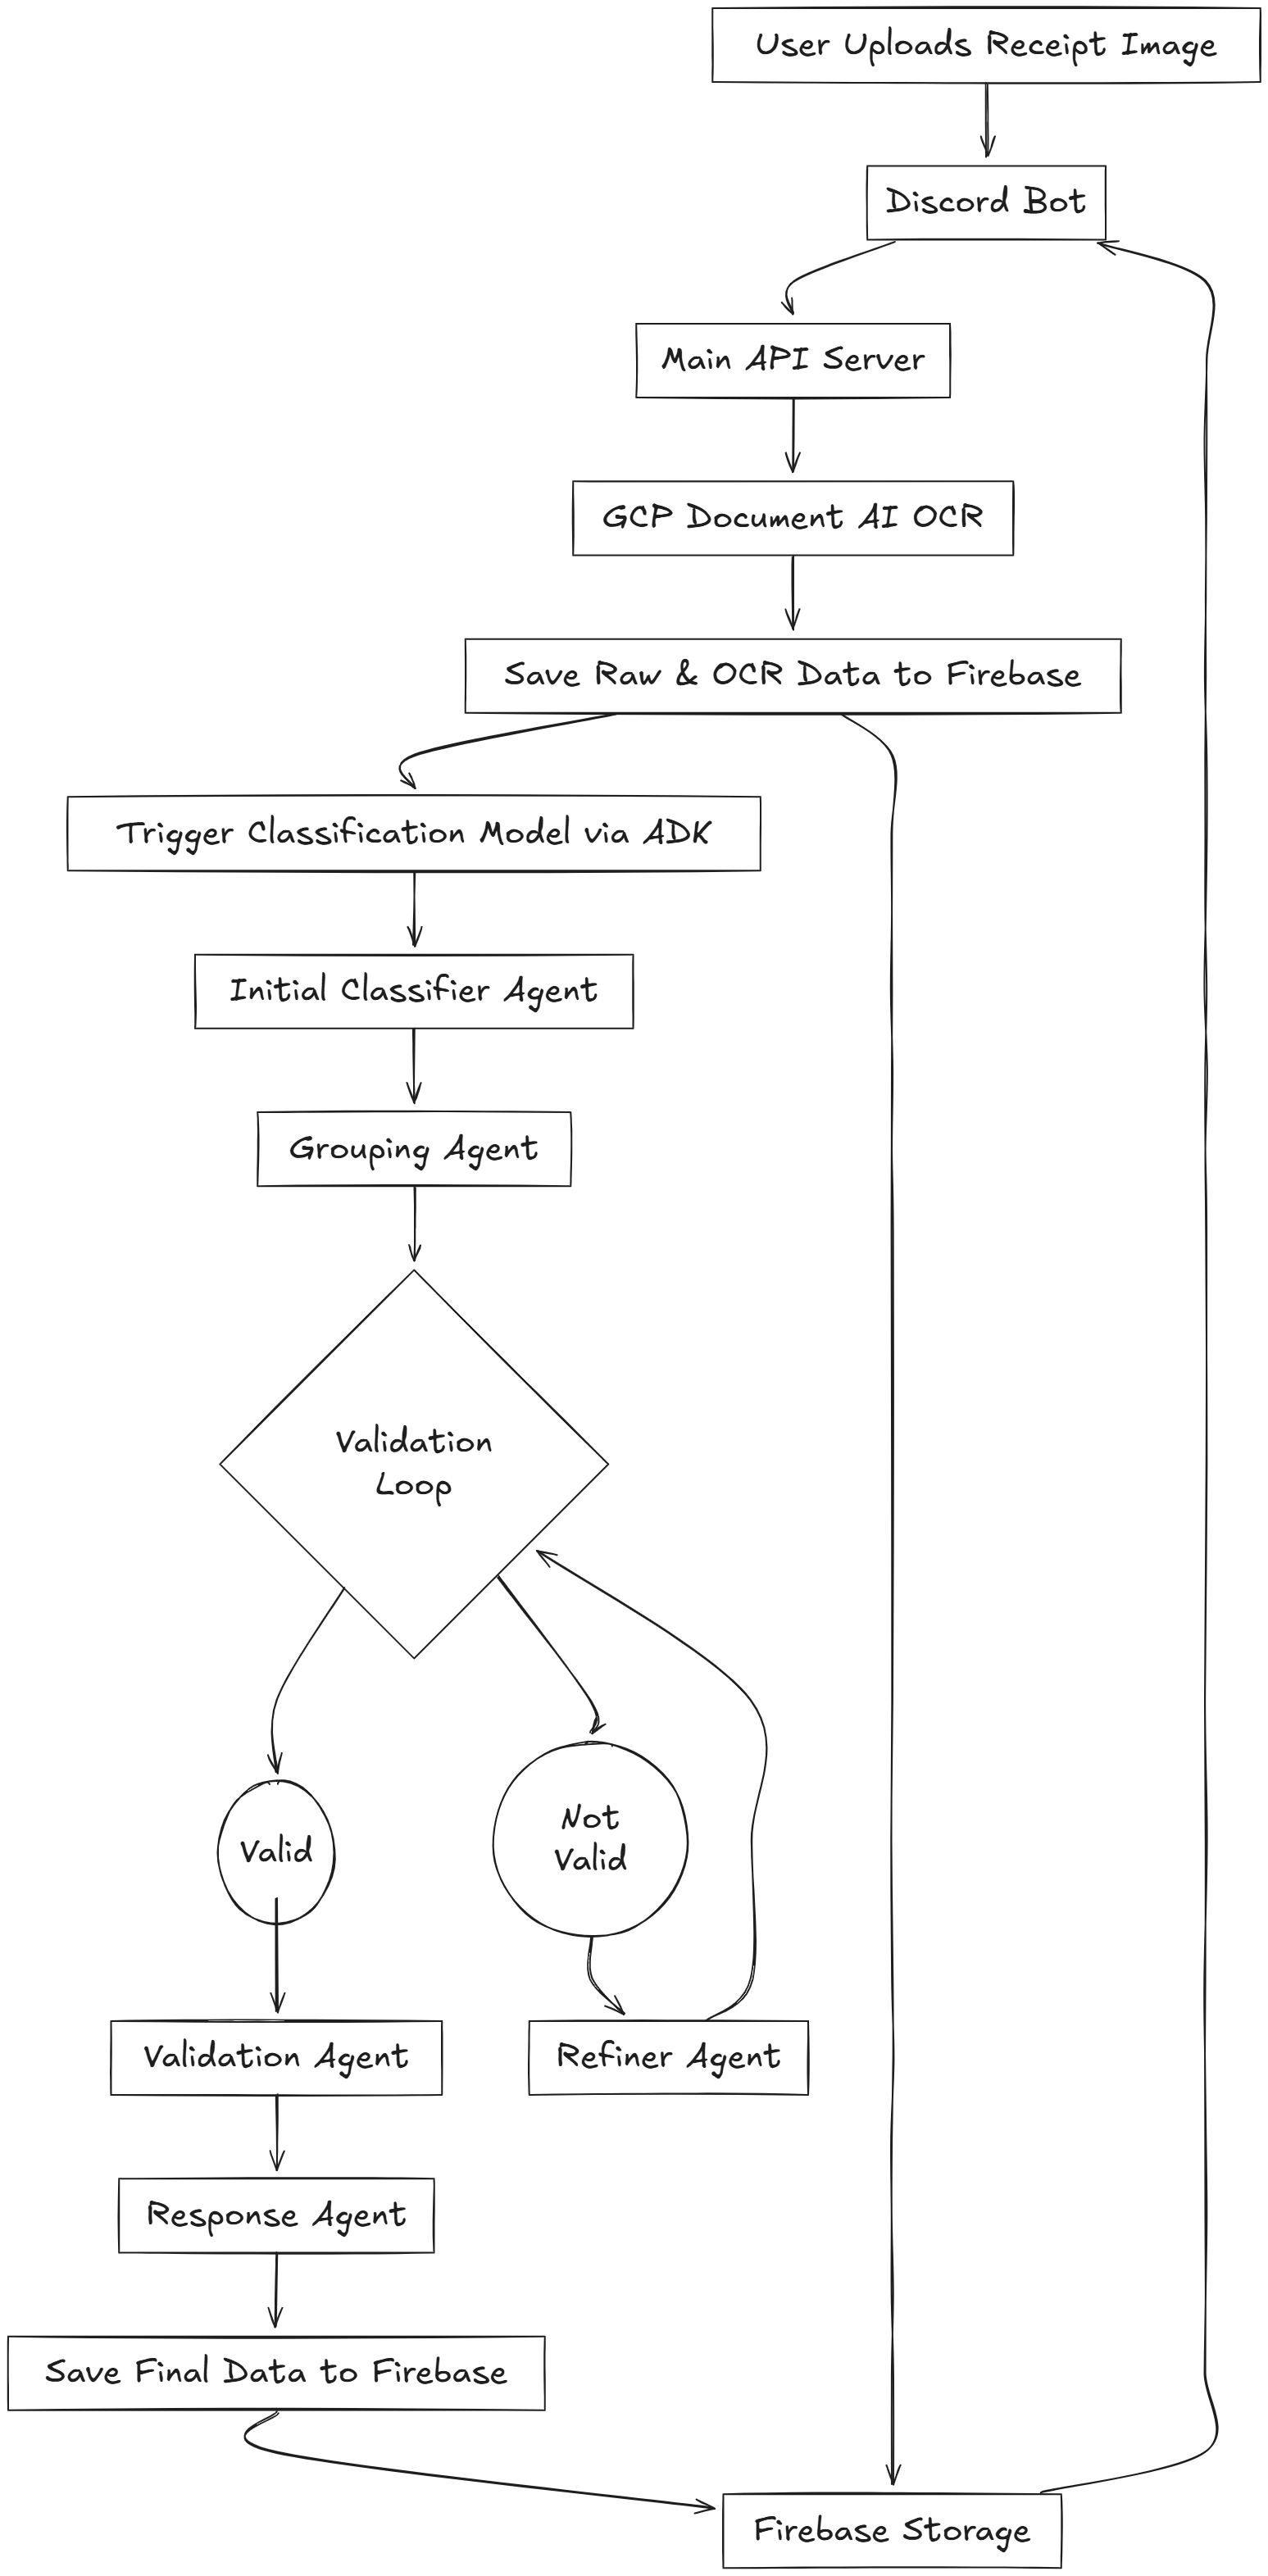 User Uploads Receipt Image
Discord Bot
Main API Server
GCP Document AI OCR
Save Raw & OCR Data to Firebase
Trigger Classification Model via ADK
Initial Classifier Agent
Grouping Agent
Validation
Loop
Valid
Not
Valid
Validation Agent
Refiner Agent
Response Agent
Save Final Data to Firebase
Firebase Storage